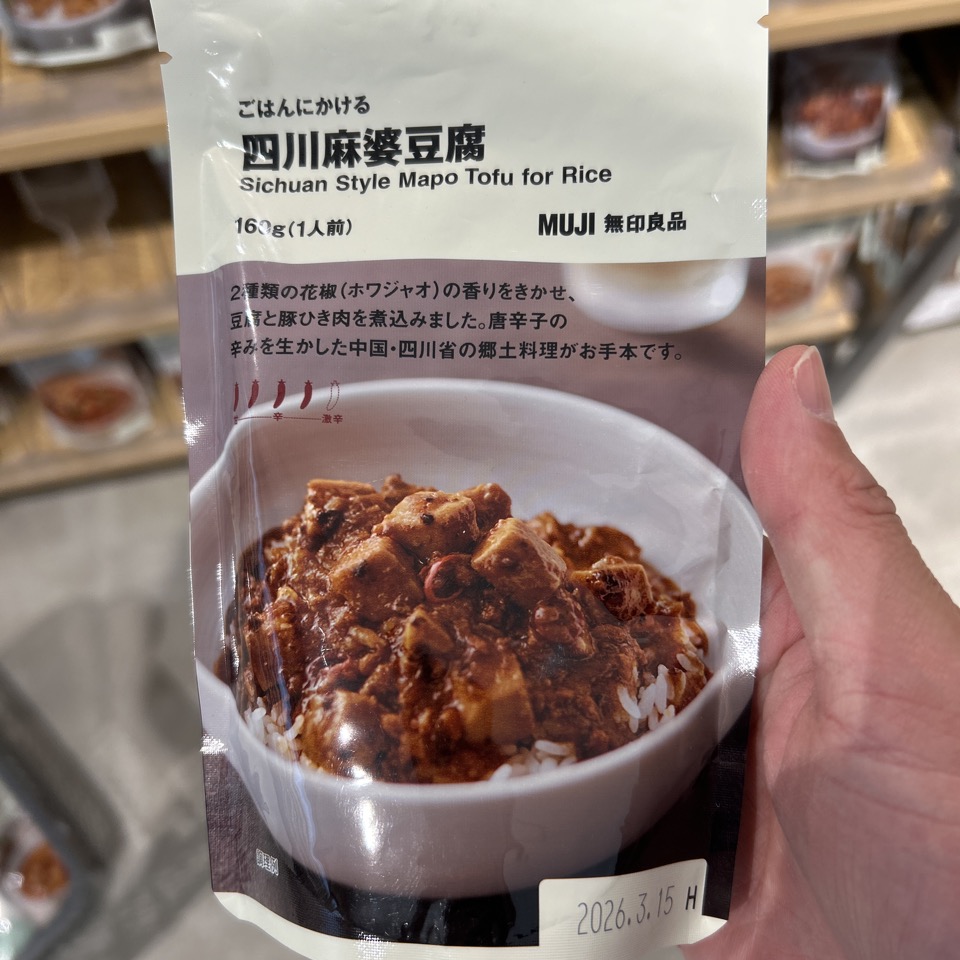 ごはんにかける
四川麻婆豆腐
Sichuan Style Mapo Tofu for Rice
160g(1人前)
MUJI 無印良品
2種類の花椒(ホワジャオ)の香りをきかせ、
豆腐と豚ひき肉を煮込みました。唐辛子の
辛みを生かした中国・四川省の郷土料理がお手本です。
辛 激辛
調理例
2026.3.15 H